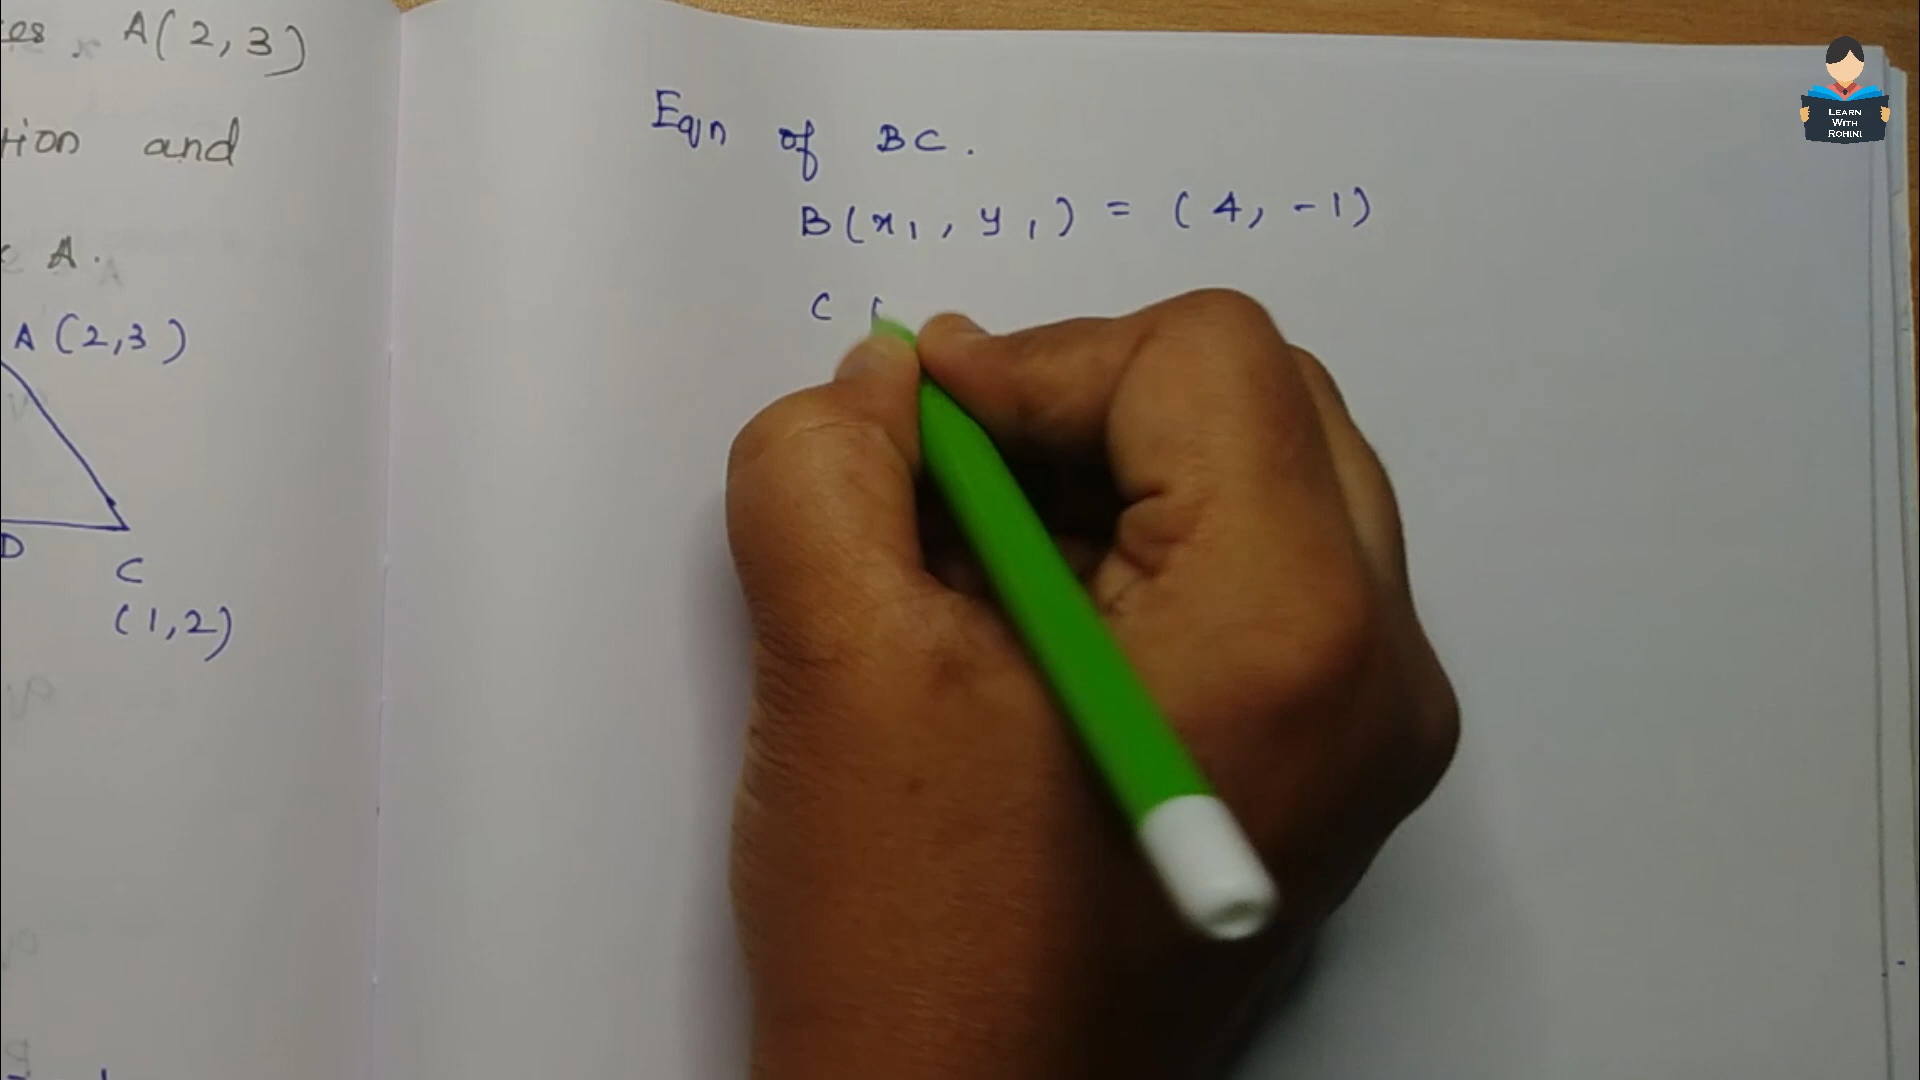 A(2,3)
tion and
A.
A (2,3)
D
C
(1,2)
Eqn of BC.
B(x₁, y₁) = (4, -1)
C (
LEARN
WITH
ROHINI